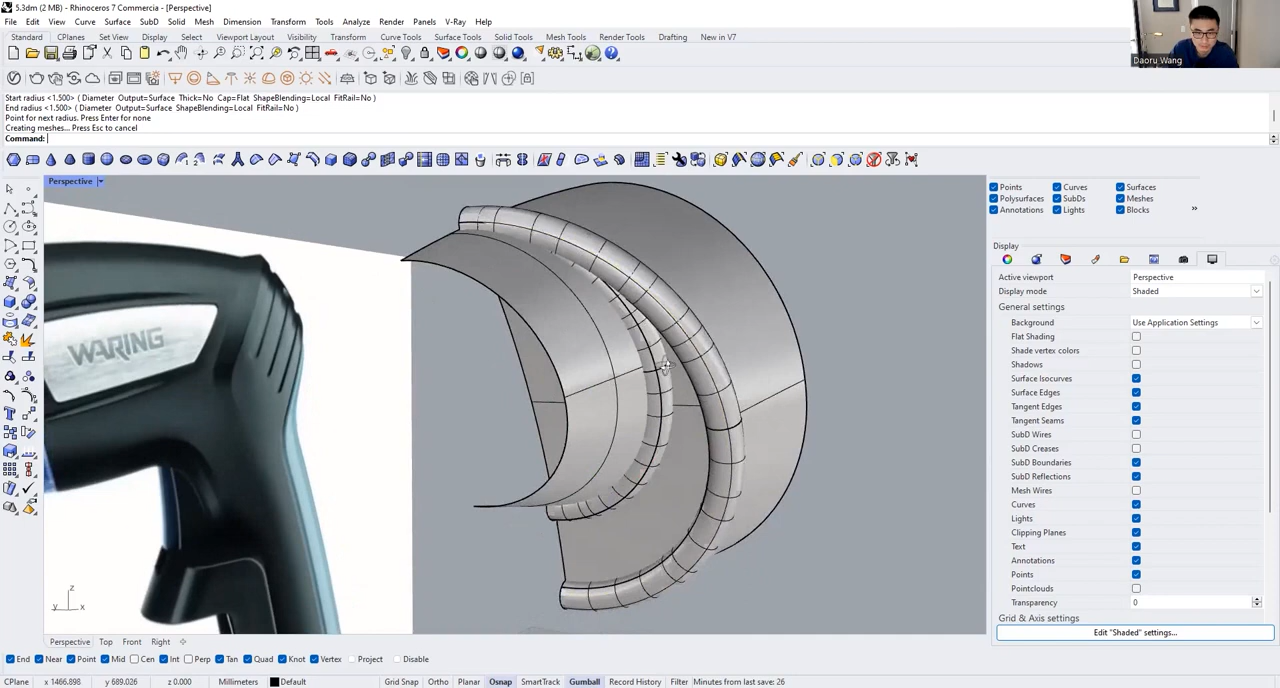 5.3dm (2 MB) - Rhinoceros 7 Commercia - [Perspective]
File Edit View Curve Surface SubD Solid Mesh Dimension Transform Tools Analyze Render Panels V-Ray Help
Standard CPlanes Set View Display Select Viewport Layout Visibility Transform Curve Tools Surface Tools Solid Tools Mesh Tools Render Tools Drafting New in V7
Daoru Wang
Start radius <1.500> ( Diameter Output=Surface Thick=No Cap=Flat ShapeBlending=Local FitRail=No )
End radius <1.500> ( Diameter Output=Surface ShapeBlending=Local FitRail=No )
Point for next radius. Press Enter for none
Creating meshes... Press Esc to cancel
Command:
Perspective
Points Curves Surfaces
Polysurfaces SubDs Meshes
Annotations Lights Blocks
Display
Active viewport Perspective
Display mode Shaded
General settings
Background Use Application Settings
Flat Shading
Shade vertex colors
Shadows
Surface Isocurves
Surface Edges
Tangent Edges
Tangent Seams
SubD Wires
SubD Creases
SubD Boundaries
SubD Reflections
Mesh Wires
Curves
Lights
Clipping Planes
Text
Annotations
Points
Pointclouds
Transparency 0
Grid & Axis settings
Edit "Shaded" settings...
WARING
z
y x
Perspective Top Front Right
End Near Point Mid Cen Int Perp Tan Quad Knot Vertex Project Disable
CPlane x 1466.898 y 689.026 z 0.000 Millimeters Default Grid Snap Ortho Planar Osnap SmartTrack Gumball Record History Filter Minutes from last save: 26